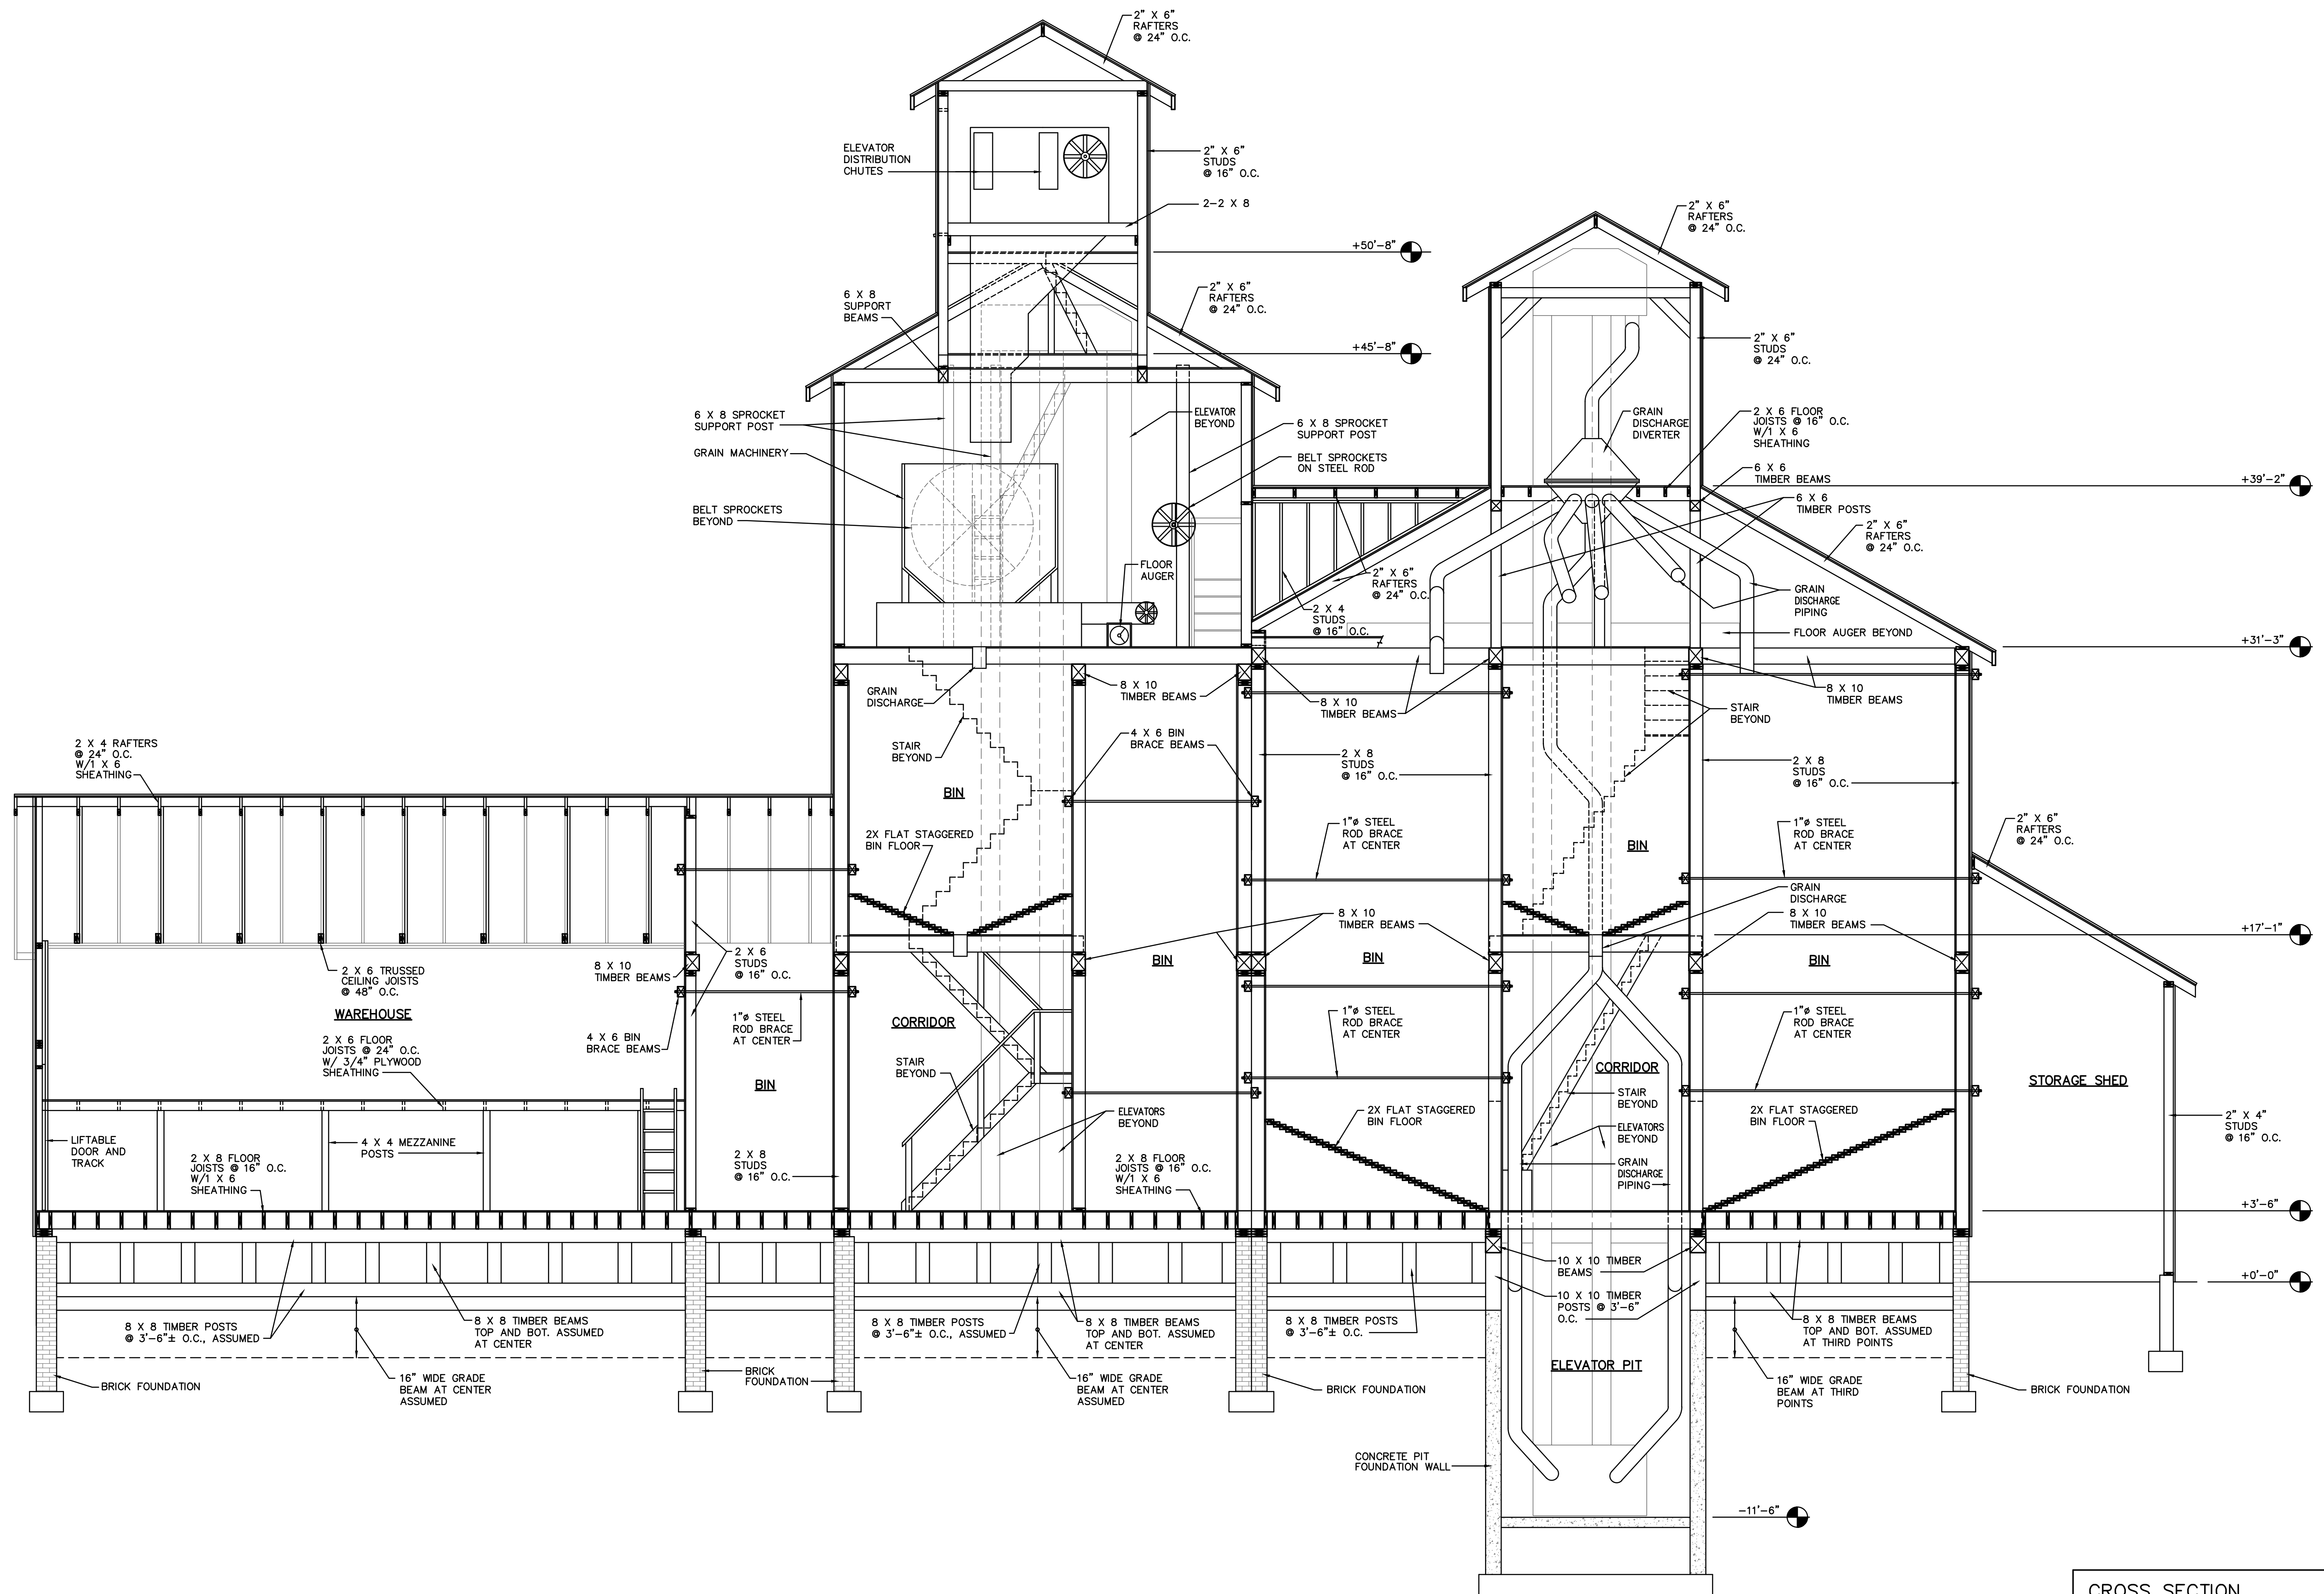 2" X 6"
RAFTERS
@ 24" O.C.
ELEVATOR
DISTRIBUTION
CHUTES
2" X 6"
STUDS
@ 16" O.C.
2-2 X 8
+50'-8"
2" X 6"
RAFTERS
@ 24" O.C.
6 X 8
SUPPORT
BEAMS
2" X 6"
RAFTERS
@ 24" O.C.
+45'-8"
2" X 6"
STUDS
@ 24" O.C.
6 X 8 SPROCKET
SUPPORT POST
GRAIN MACHINERY
BELT SPROCKETS
BEYOND
ELEVATOR
BEYOND
6 X 8 SPROCKET
SUPPORT POST
BELT SPROCKETS
ON STEEL ROD
GRAIN
DISCHARGE
DIVERTER
2 X 6 FLOOR
JOISTS @ 16" O.C.
W/1 X 6
SHEATHING
6 X 6
TIMBER BEAMS
+39'-2"
6 X 6
TIMBER POSTS
2" X 6"
RAFTERS
@ 24" O.C.
FLOOR
AUGER
2" X 6"
RAFTERS
@ 24" O.C.
2 X 4
STUDS
@ 16" O.C.
GRAIN
DISCHARGE
PIPING
FLOOR AUGER BEYOND
+31'-3"
GRAIN
DISCHARGE
8 X 10
TIMBER BEAMS
8 X 10
TIMBER BEAMS
8 X 10
TIMBER BEAMS
STAIR
BEYOND
STAIR
BEYOND
4 X 6 BIN
BRACE BEAMS
2 X 4 RAFTERS
@ 24" O.C.
W/1 X 6
SHEATHING
2 X 8
STUDS
@ 16" O.C.
2 X 8
STUDS
@ 16" O.C.
BIN
2X FLAT STAGGERED
BIN FLOOR
1"ø STEEL
ROD BRACE
AT CENTER
BIN
1"ø STEEL
ROD BRACE
AT CENTER
2" X 6"
RAFTERS
@ 24" O.C.
GRAIN
DISCHARGE
8 X 10
TIMBER BEAMS
8 X 10
TIMBER BEAMS
+17'-1"
2 X 6 TRUSSED
CEILING JOISTS
@ 48" O.C.
8 X 10
TIMBER BEAMS
2 X 6
STUDS
@ 16" O.C.
BIN
BIN
BIN
WAREHOUSE
CORRIDOR
1"ø STEEL
ROD BRACE
AT CENTER
4 X 6 BIN
BRACE BEAMS
1"ø STEEL
ROD BRACE
AT CENTER
1"ø STEEL
ROD BRACE
AT CENTER
2 X 6 FLOOR
JOISTS @ 24" O.C.
W/ 3/4" PLYWOOD
SHEATHING
BIN
STAIR
BEYOND
CORRIDOR
STAIR
BEYOND
STORAGE SHED
ELEVATORS
BEYOND
2X FLAT STAGGERED
BIN FLOOR
ELEVATORS
BEYOND
2X FLAT STAGGERED
BIN FLOOR
2" X 4"
STUDS
@ 16" O.C.
LIFTABLE
DOOR AND
TRACK
4 X 4 MEZZANINE
POSTS
2 X 8 FLOOR
JOISTS @ 16" O.C.
W/1 X 6
SHEATHING
2 X 8
STUDS
@ 16" O.C.
2 X 8 FLOOR
JOISTS @ 16" O.C.
W/1 X 6
SHEATHING
GRAIN
DISCHARGE
PIPING
+3'-6"
10 X 10 TIMBER
BEAMS
+0'-0"
10 X 10 TIMBER
POSTS @ 3'-6"
O.C.
8 X 8 TIMBER POSTS
@ 3'-6"± O.C., ASSUMED
8 X 8 TIMBER BEAMS
TOP AND BOT. ASSUMED
AT CENTER
8 X 8 TIMBER POSTS
@ 3'-6"± O.C., ASSUMED
8 X 8 TIMBER BEAMS
TOP AND BOT. ASSUMED
AT CENTER
8 X 8 TIMBER POSTS
@ 3'-6"± O.C.
8 X 8 TIMBER BEAMS
TOP AND BOT. ASSUMED
AT THIRD POINTS
ELEVATOR PIT
BRICK FOUNDATION
16" WIDE GRADE
BEAM AT CENTER
ASSUMED
BRICK
FOUNDATION
16" WIDE GRADE
BEAM AT CENTER
ASSUMED
BRICK FOUNDATION
16" WIDE GRADE
BEAM AT THIRD
POINTS
BRICK FOUNDATION
CONCRETE PIT
FOUNDATION WALL
-11'-6"
CROSS SECTION